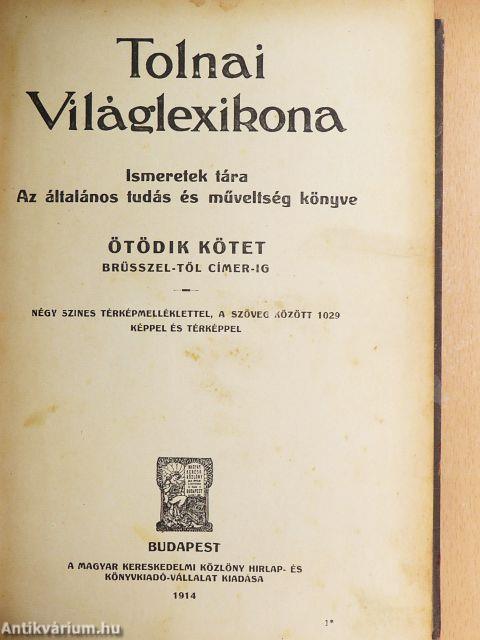 Tolnai
Világlexikona
Ismeretek tára
Az általános tudás és műveltség könyve
ÖTÖDIK KÖTET
BRÜSSZEL-TŐL CÍMER-IG
NÉGY SZINES TÉRKÉPMELLÉKLETTEL, A SZÖVEG KÖZÖTT 1029
KÉPPEL ÉS TÉRKÉPPEL
BUDAPEST
A MAGYAR KERESKEDELMI KÖZLÖNY HIRLAP- ÉS
KÖNYVKIADÓ-VÁLLALAT KIADÁSA
1914
1*
Antikvárium.hu